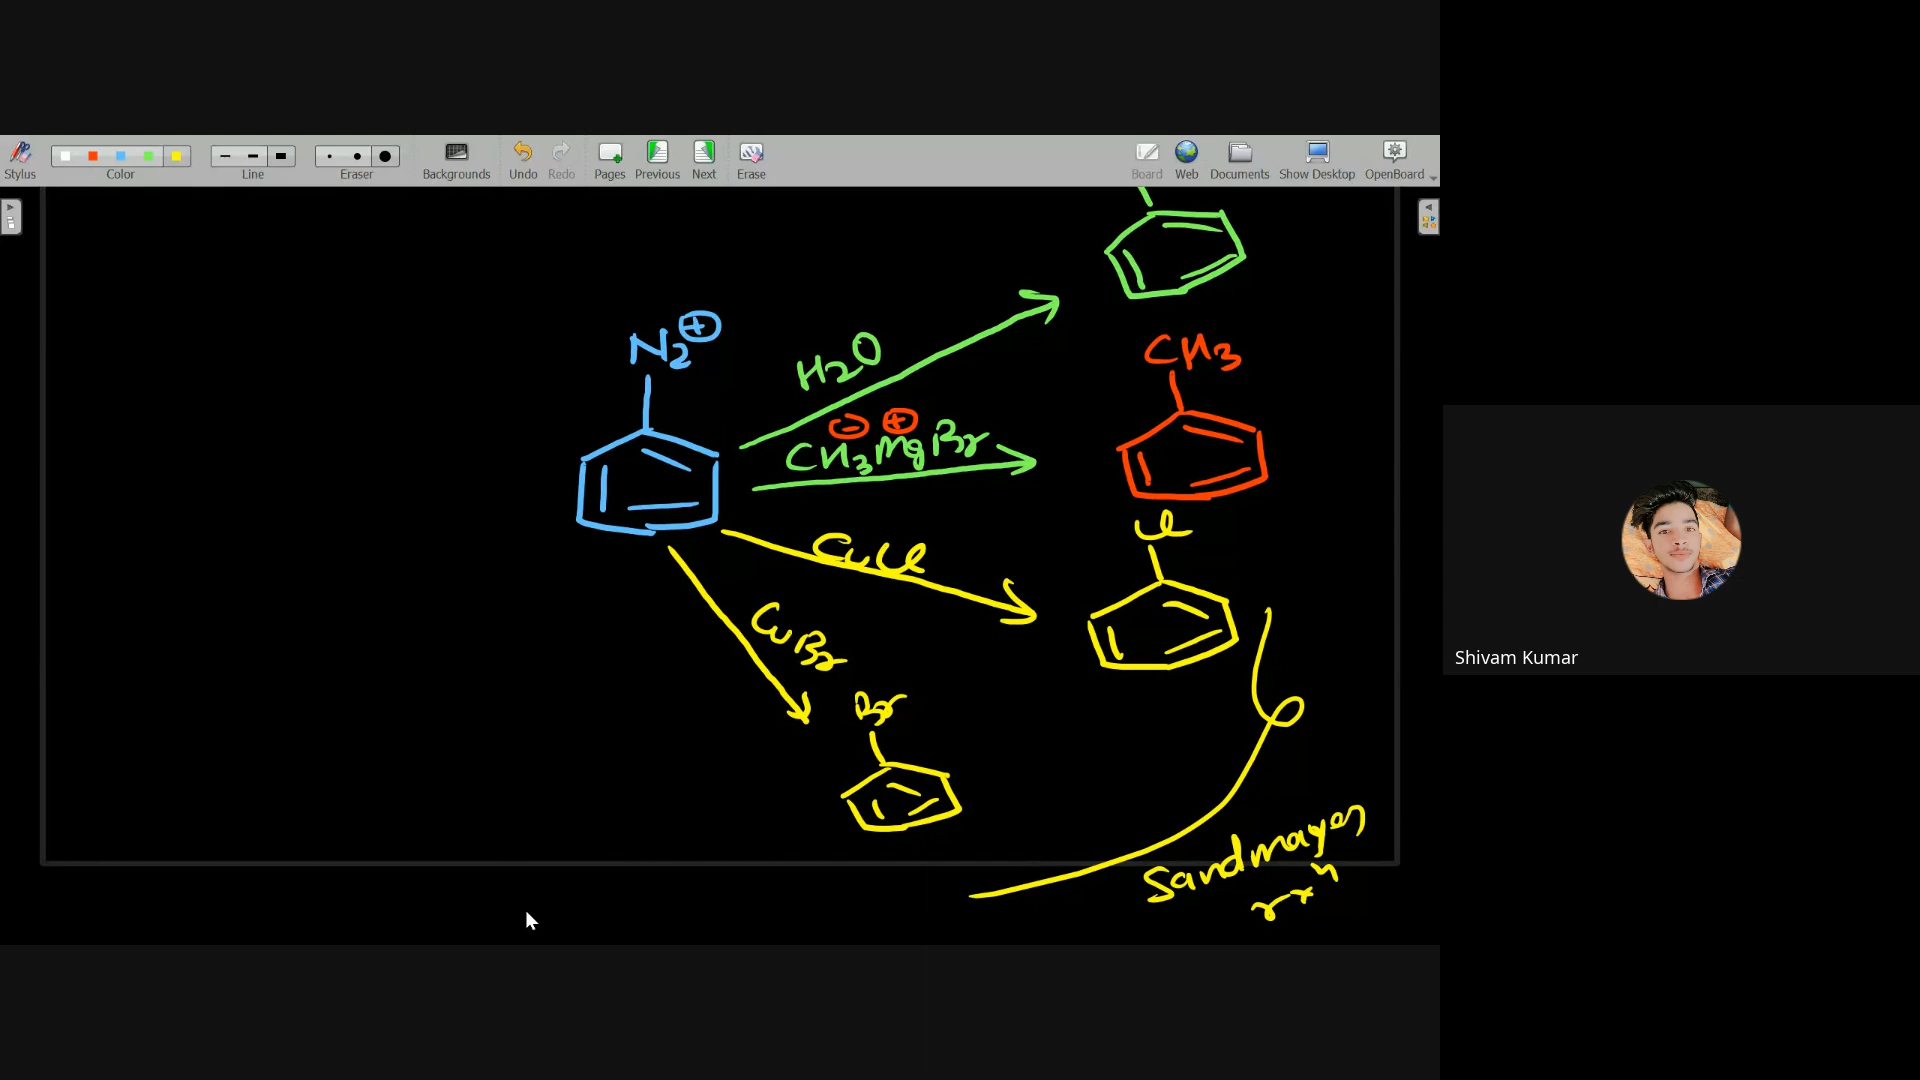 Stylus
Color
Line
Eraser
Backgrounds
Undo
Redo
Pages
Previous
Next
Erase
Board
Web
Documents
Show Desktop
OpenBoard
N2⊕
H2O
⊖ ⊕
CH3MgBr
CH3
CuCl
Cl
CuBr
Br
Sandmayer
rxn
Shivam Kumar